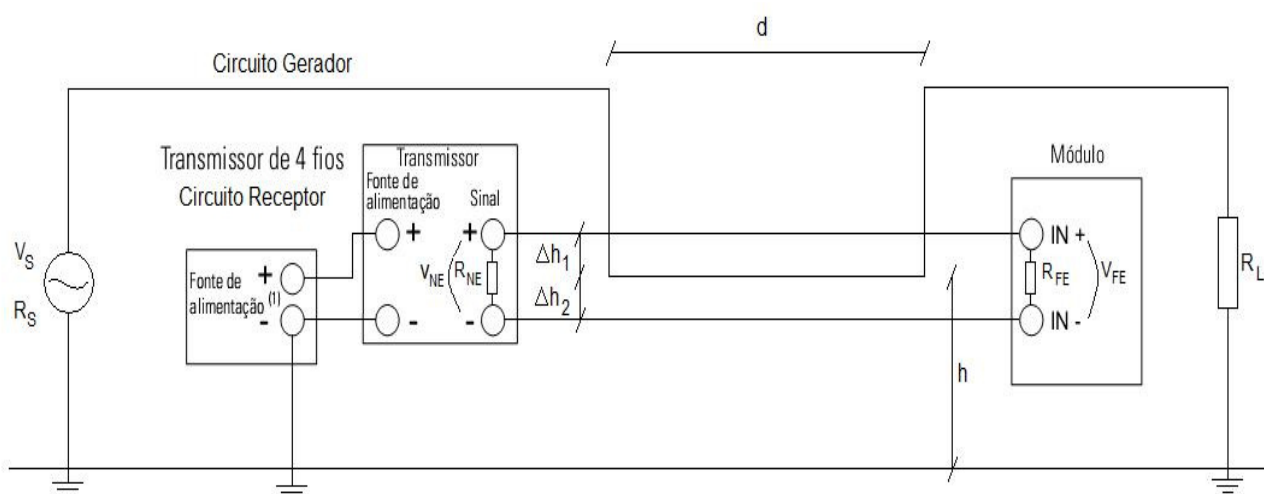 d
Circuito Gerador
Transmissor de 4 fios
Circuito Receptor
Transmissor
Fonte de
alimentação
Sinal
+
+
-
-
V_NE
R_NE
Fonte de
alimentação (1)
+
-
V_S
R_S
Δh_1
Δh_2
h
Módulo
IN +
R_FE
V_FE
IN -
R_L